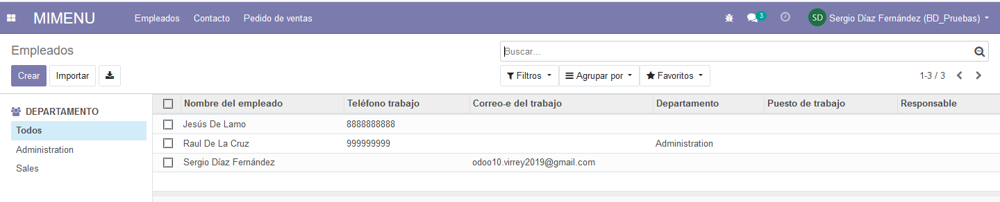 MIMENU Empleados Contacto Pedido de ventas 3 SD Sergio Díaz Fernández (BD_Pruebas)
Empleados Buscar...
Crear Importar Filtros Agrupar por Favoritos 1-3 / 3
DEPARTAMENTO
Todos
Administration
Sales
Nombre del empleado Teléfono trabajo Correo-e del trabajo Departamento Puesto de trabajo Responsable
Jesús De Lamo 8888888888
Raul De La Cruz 999999999 Administration
Sergio Díaz Fernández odoo10.virrey2019@gmail.com